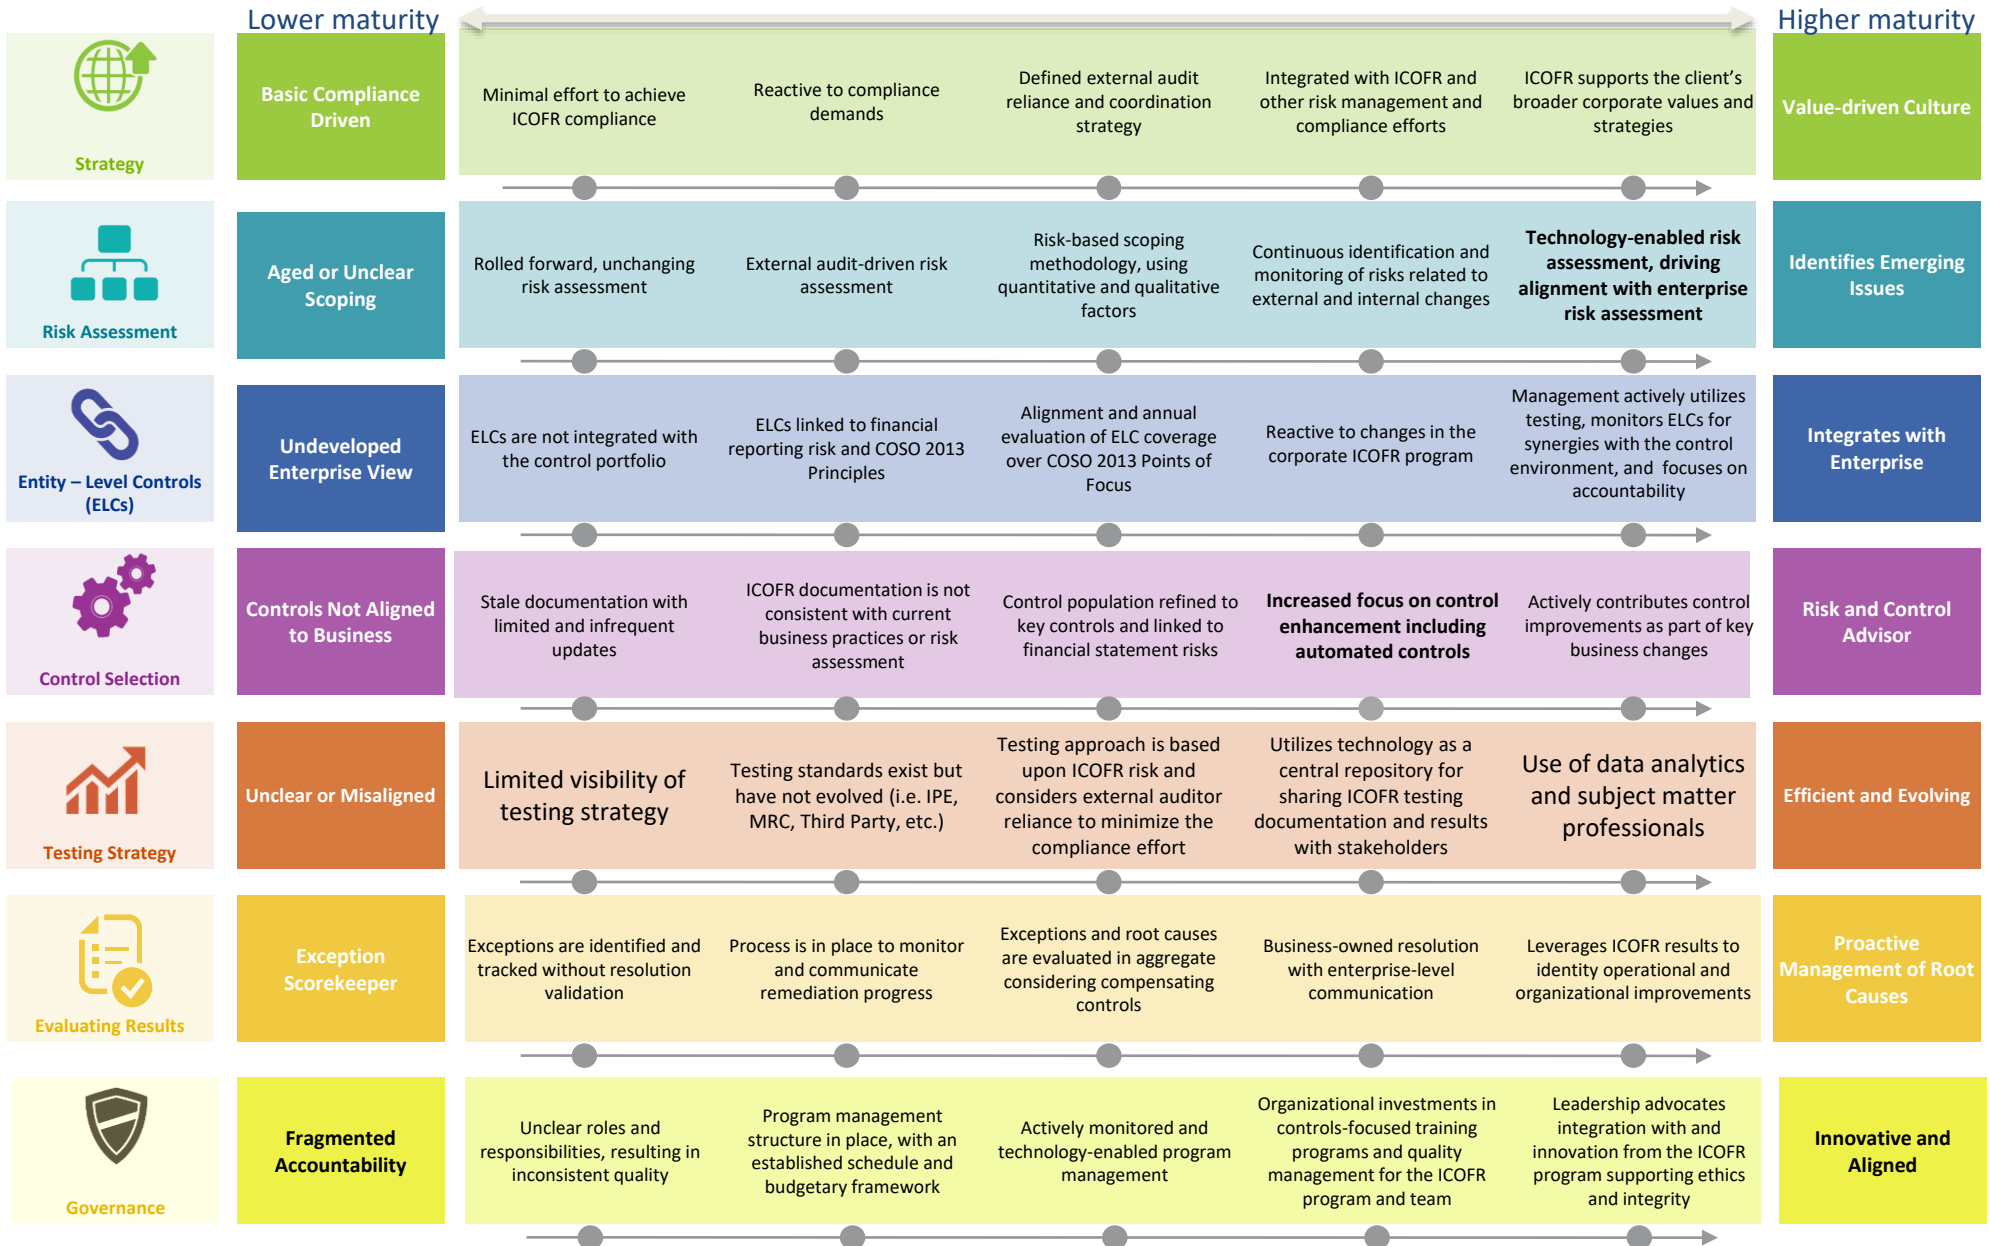 Lower maturity
Higher maturity
Strategy
Basic Compliance
Driven
Minimal effort to achieve
ICOFR compliance
Reactive to compliance
demands
Defined external audit
reliance and coordination
strategy
Integrated with ICOFR and
other risk management and
compliance efforts
ICOFR supports the client's
broader corporate values and
strategies
Value-driven Culture
Risk Assessment
Aged or Unclear
Scoping
Rolled forward, unchanging
risk assessment
External audit-driven risk
assessment
Risk-based scoping
methodology, using
quantitative and qualitative
factors
Continuous identification and
monitoring of risks related to
external and internal changes
Technology-enabled risk
assessment, driving
alignment with enterprise
risk assessment
Identifies Emerging
Issues
Entity – Level Controls
(ELCs)
Undeveloped
Enterprise View
ELCs are not integrated with
the control portfolio
ELCs linked to financial
reporting risk and COSO 2013
Principles
Alignment and annual
evaluation of ELC coverage
over COSO 2013 Points of
Focus
Reactive to changes in the
corporate ICOFR program
Management actively utilizes
testing, monitors ELCs for
synergies with the control
environment, and focuses on
accountability
Integrates with
Enterprise
Control Selection
Controls Not Aligned
to Business
Stale documentation with
limited and infrequent
updates
ICOFR documentation is not
consistent with current
business practices or risk
assessment
Control population refined to
key controls and linked to
financial statement risks
Increased focus on control
enhancement including
automated controls
Actively contributes control
improvements as part of key
business changes
Risk and Control
Advisor
Testing Strategy
Unclear or Misaligned
Limited visibility of
testing strategy
Testing standards exist but
have not evolved (i.e. IPE,
MRC, Third Party, etc.)
Testing approach is based
upon ICOFR risk and
considers external auditor
reliance to minimize the
compliance effort
Utilizes technology as a
central repository for
sharing ICOFR testing
documentation and results
with stakeholders
Use of data analytics
and subject matter
professionals
Efficient and Evolving
Evaluating Results
Exception
Scorekeeper
Exceptions are identified and
tracked without resolution
validation
Process is in place to monitor
and communicate
remediation progress
Exceptions and root causes
are evaluated in aggregate
considering compensating
controls
Business-owned resolution
with enterprise-level
communication
Leverages ICOFR results to
identity operational and
organizational improvements
Proactive
Management of Root
Causes
Governance
Fragmented
Accountability
Unclear roles and
responsibilities, resulting in
inconsistent quality
Program management
structure in place, with an
established schedule and
budgetary framework
Actively monitored and
technology-enabled program
management
Organizational investments in
controls-focused training
programs and quality
management for the ICOFR
program and team
Leadership advocates
integration with and
innovation from the ICOFR
program supporting ethics
and integrity
Innovative and
Aligned